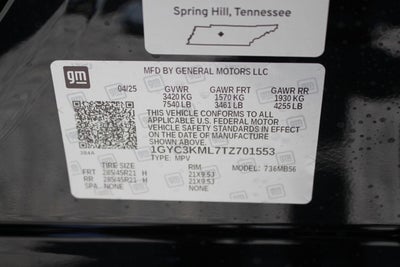 Spring Hill, Tennessee
gm
MFD BY GENERAL MOTORS LLC
04/25 GVWR GAWR FRT GAWR RR
3420 KG 1570 KG 1930 KG
7540 LB 3461 LB 4255 LB
THIS VEHICLE CONFORMS TO ALL
APPLICABLE U.S. FEDERAL MOTOR
VEHICLE SAFETY STANDARDS IN EFFECT
ON THE DATE OF MANUFACTURE
SHOWN ABOVE.
1GYC3KML7TZ701553
TYPE: MPV
TIRE SIZE RIM MODEL: 736MBS6
FRT 285/45R21 H 21X9.5J
RR 285/45R21 H 21X9.5J
SPA NONE NONE